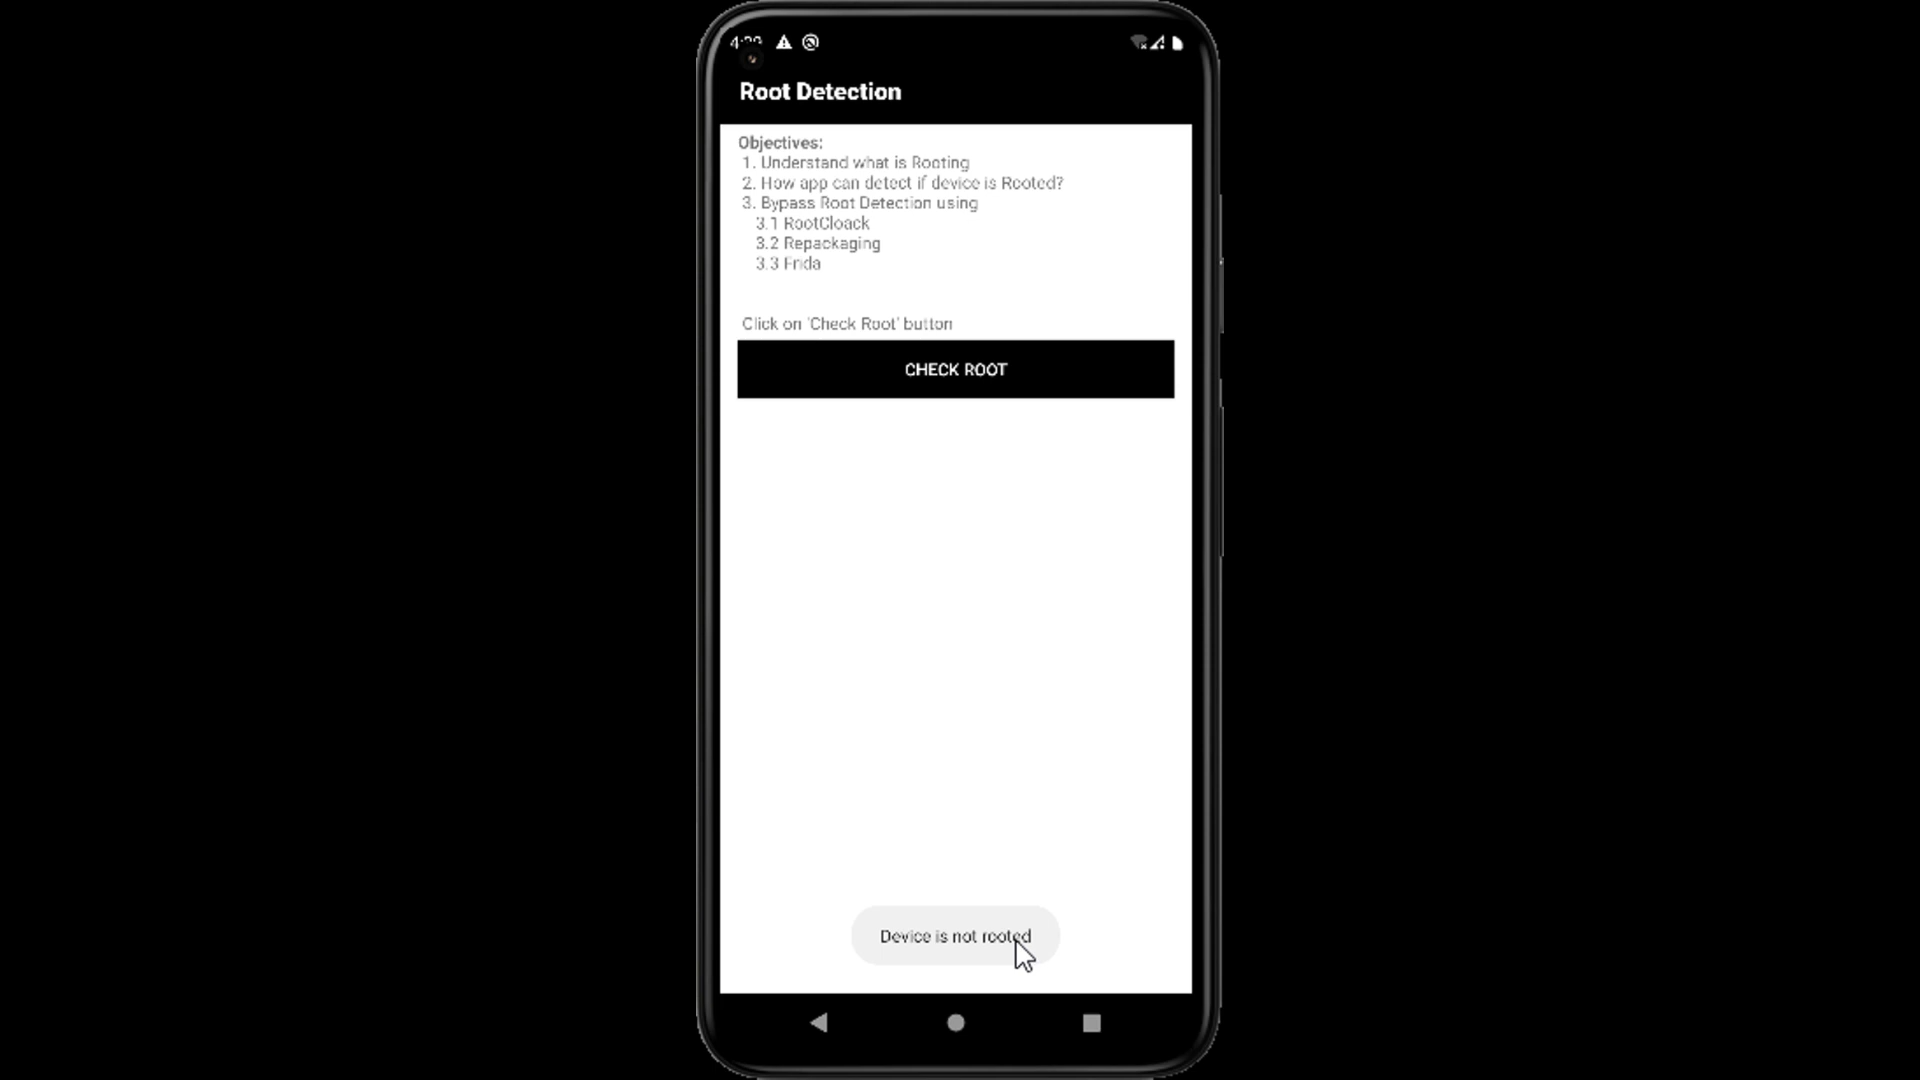 Root Detection
Objectives:
1. Understand what is Rooting
2. How app can detect if device is Rooted?
3. Bypass Root Detection using
3.1 RootCloack
3.2 Repackaging
3.3 Frida
Click on 'Check Root' button
CHECK ROOT
Device is not rooted